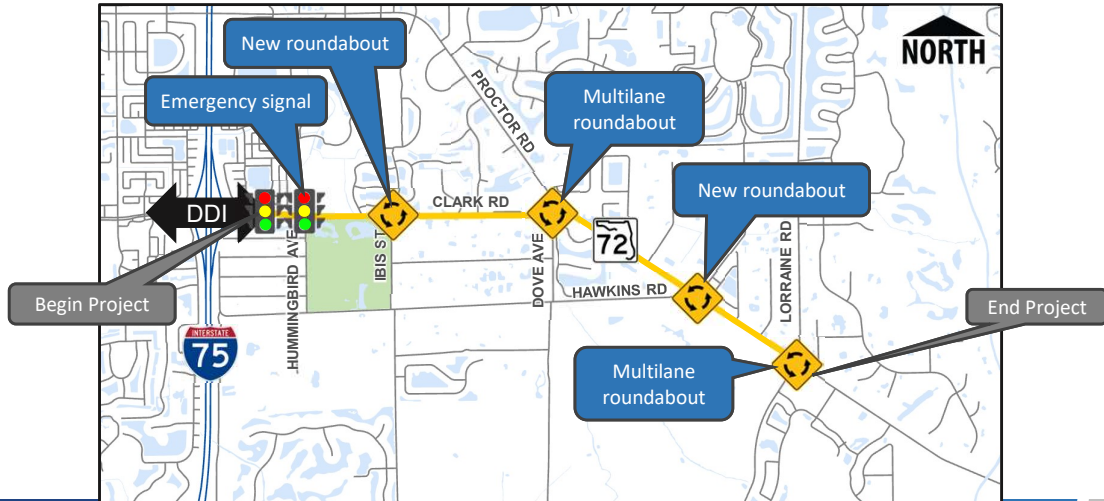 New roundabout
NORTH
Emergency signal
PROCTOR RD
Multilane
roundabout
New roundabout
CLARK RD
DDI
72
Begin Project
HUMMINGBIRD AVE
IBIS ST
DOVE AVE
HAWKINS RD
LORRAINE RD
End Project
INTERSTATE
75
Multilane
roundabout